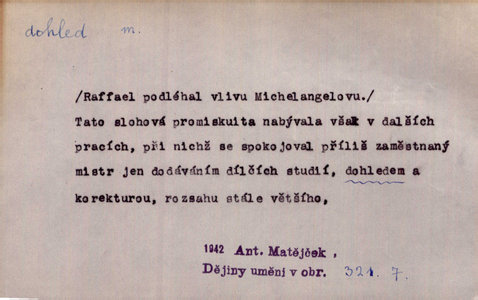 dohled m.
/Raffael podléhal vlivu Michelangelovu./
Tato slohová promiskuita nabývala však v dalších
pracích, při nichž se spokojoval příliš zaměstnaný
mistr jen dodáváním dílčích studií, dohledem a
korekturou, rozsahu stále většího,
1942 Ant. Matějček,
Dějiny umění v obr. 321. 7.